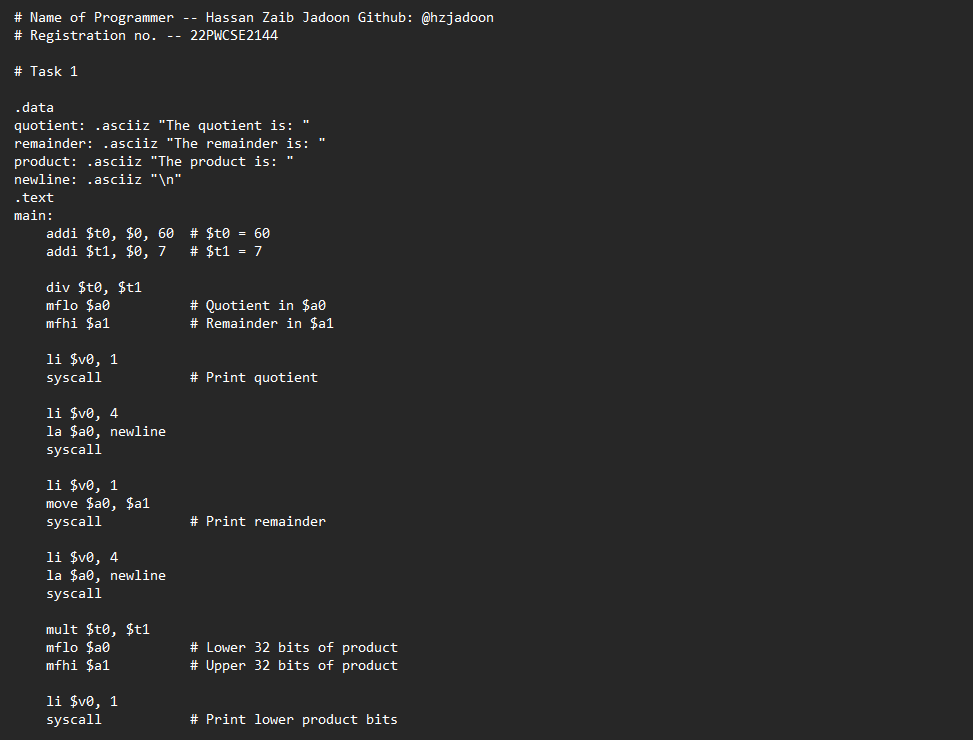 # Name of Programmer -- Hassan Zaib Jadoon Github: @hzjadoon
# Registration no. -- 22PWCSE2144

# Task 1

.data
quotient: .asciiz "The quotient is: "
remainder: .asciiz "The remainder is: "
product: .asciiz "The product is: "
newline: .asciiz "\n"
.text
main:
    addi $t0, $0, 60  # $t0 = 60
    addi $t1, $0, 7   # $t1 = 7

    div $t0, $t1
    mflo $a0          # Quotient in $a0
    mfhi $a1          # Remainder in $a1

    li $v0, 1
    syscall           # Print quotient

    li $v0, 4
    la $a0, newline
    syscall

    li $v0, 1
    move $a0, $a1
    syscall           # Print remainder

    li $v0, 4
    la $a0, newline
    syscall

    mult $t0, $t1
    mflo $a0          # Lower 32 bits of product
    mfhi $a1          # Upper 32 bits of product

    li $v0, 1
    syscall           # Print lower product bits